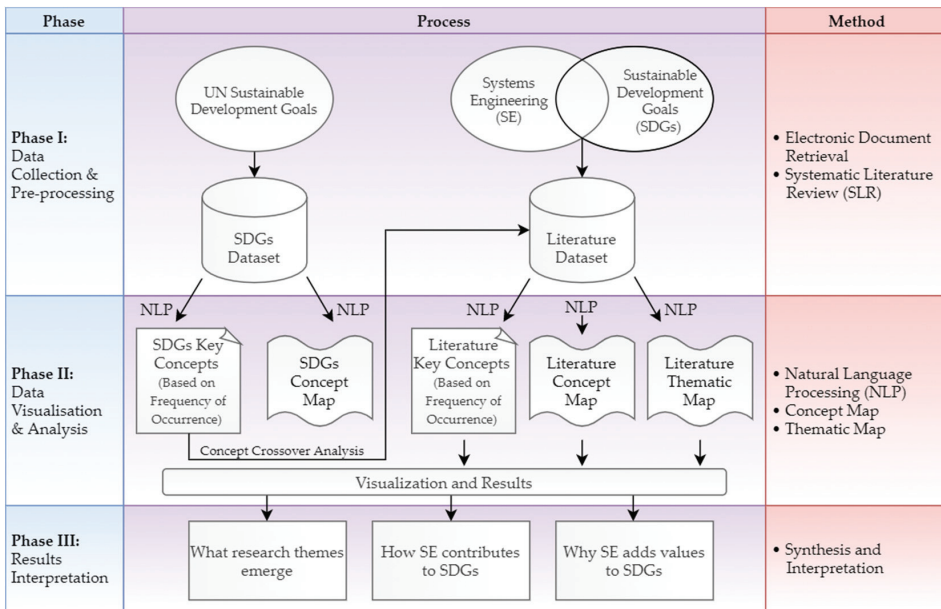 Phase
Process
Method
Phase I:
Data
Collection &
Pre-processing
UN Sustainable
Development Goals
Systems
Engineering
(SE)
Sustainable
Development
Goals
(SDGs)
SDGs
Dataset
Literature
Dataset
• Electronic Document
Retrieval
• Systematic Literature
Review (SLR)
NLP
NLP
NLP
NLP
NLP
Phase II:
Data
Visualisation
& Analysis
SDGs Key
Concepts
(Based on
Frequency of
Occurrence)
SDGs
Concept
Map
Literature
Key Concepts
(Based on
Frequency of
Occurrence)
Literature
Concept
Map
Literature
Thematic
Map
• Natural Language
Processing (NLP)
• Concept Map
• Thematic Map
Concept Crossover Analysis
Visualization and Results
Phase III:
Results
Interpretation
What research themes
emerge
How SE contributes
to SDGs
Why SE adds values
to SDGs
• Synthesis and
Interpretation